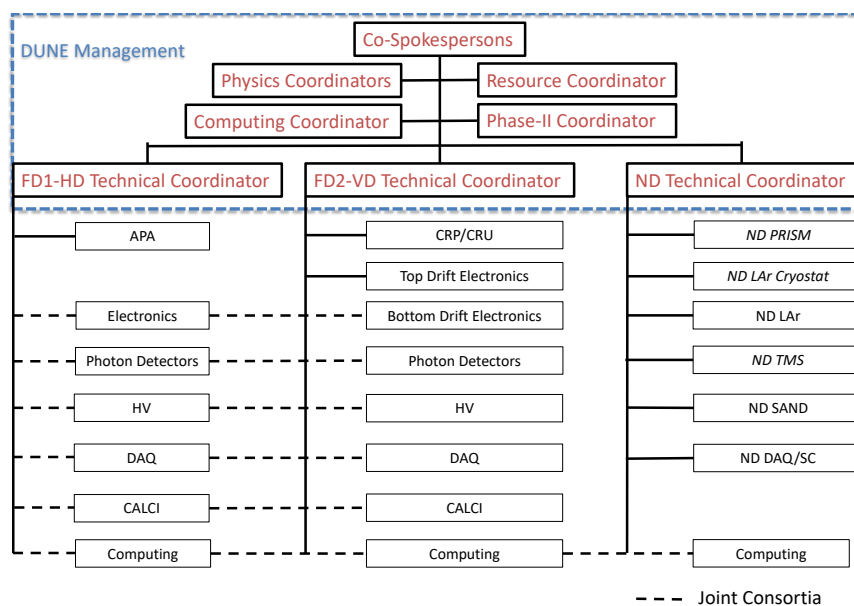 Co-Spokespersons
DUNE Management
Physics Coordinators
Resource Coordinator
Computing Coordinator
Phase-II Coordinator
FD1-HD Technical Coordinator
FD2-VD Technical Coordinator
ND Technical Coordinator
APA
CRP/CRU
ND PRISM
Top Drift Electronics
ND LAr Cryostat
Electronics
Bottom Drift Electronics
ND LAr
Photon Detectors
Photon Detectors
ND TMS
HV
HV
ND SAND
DAQ
DAQ
ND DAQ/SC
CALCI
CALCI
Computing
Computing
Computing
Joint Consortia